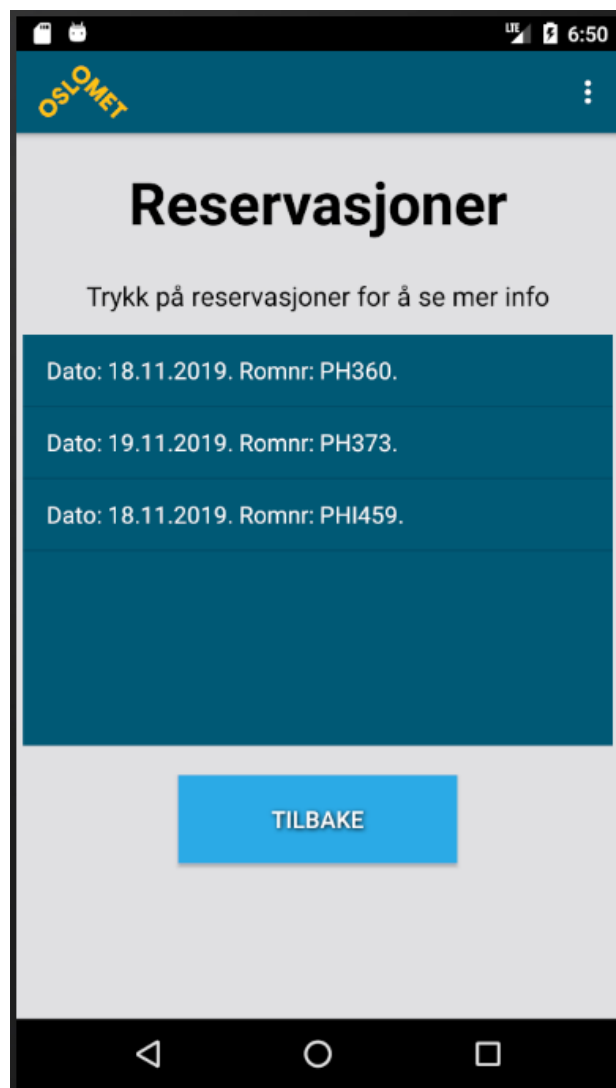 LTE 6:50
OSLOMET
Reservasjoner
Trykk på reservasjoner for å se mer info
Dato: 18.11.2019. Romnr: PH360.
Dato: 19.11.2019. Romnr: PH373.
Dato: 18.11.2019. Romnr: PHI459.
TILBAKE